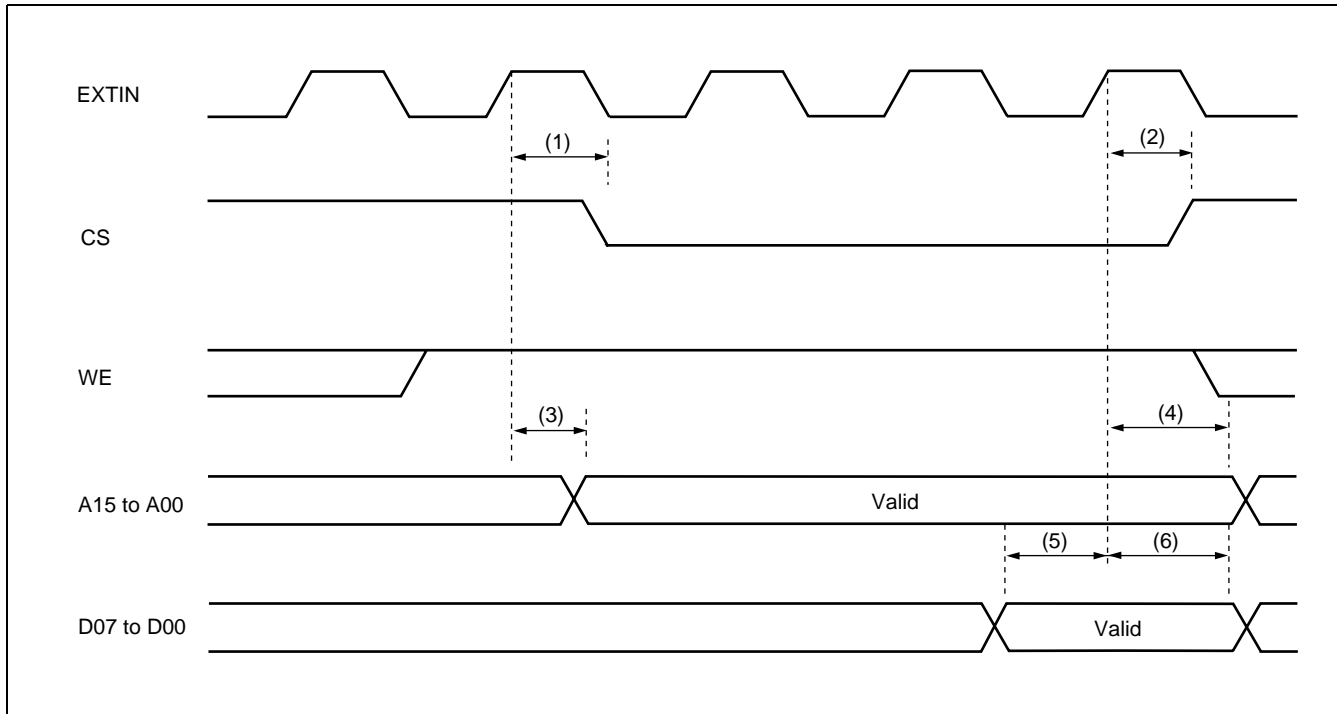 EXTIN
(1)
(2)
CS
WE
(3)
(4)
A15 to A00
Valid
(5)
(6)
D07 to D00
Valid